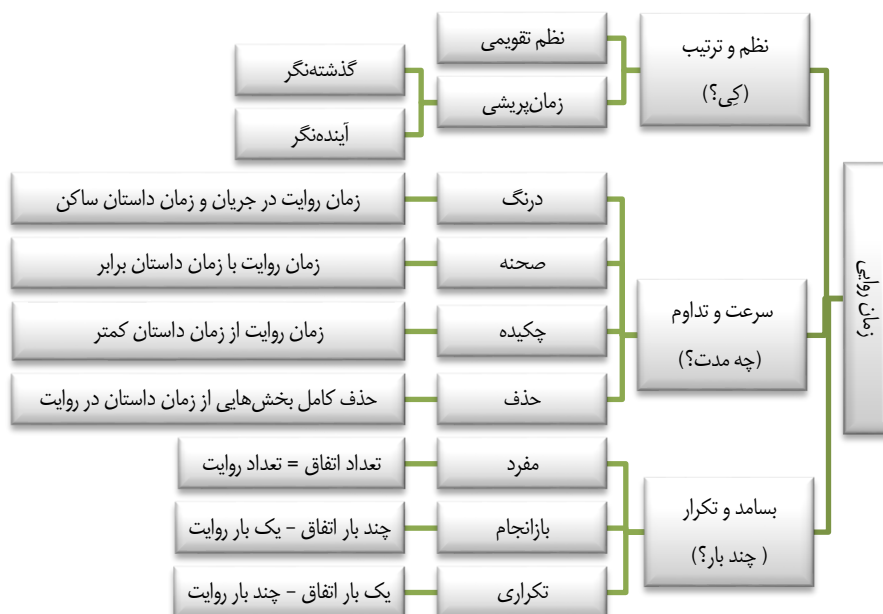 زمان روایی
نظم و ترتیب
(کِی؟)
نظم تقویمی
زمان‌پریشی
گذشته‌نگر
آینده‌نگر
سرعت و تداوم
(چه مدت؟)
درنگ
زمان روایت در جریان و زمان داستان ساکن
صحنه
زمان روایت با زمان داستان برابر
چکیده
زمان روایت از زمان داستان کمتر
حذف
حذف کامل بخش‌هایی از زمان داستان در روایت
بسامد و تکرار
( چند بار؟)
مفرد
تعداد اتفاق = تعداد روایت
بازانجام
چند بار اتفاق – یک بار روایت
تکراری
یک بار اتفاق – چند بار روایت